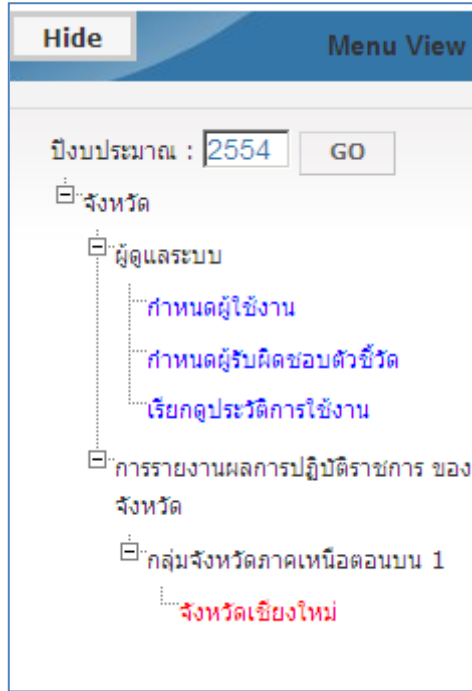 Hide
Menu View
ปีงบประมาณ : 2554 GO
จังหวัด
ผู้ดูแลระบบ
กำหนดผู้ใช้งาน
กำหนดผู้รับผิดชอบตัวชี้วัด
เรียกดูประวัติการใช้งาน
การรายงานผลการปฏิบัติราชการ ของ
จังหวัด
กลุ่มจังหวัดภาคเหนือตอนบน 1
จังหวัดเชียงใหม่